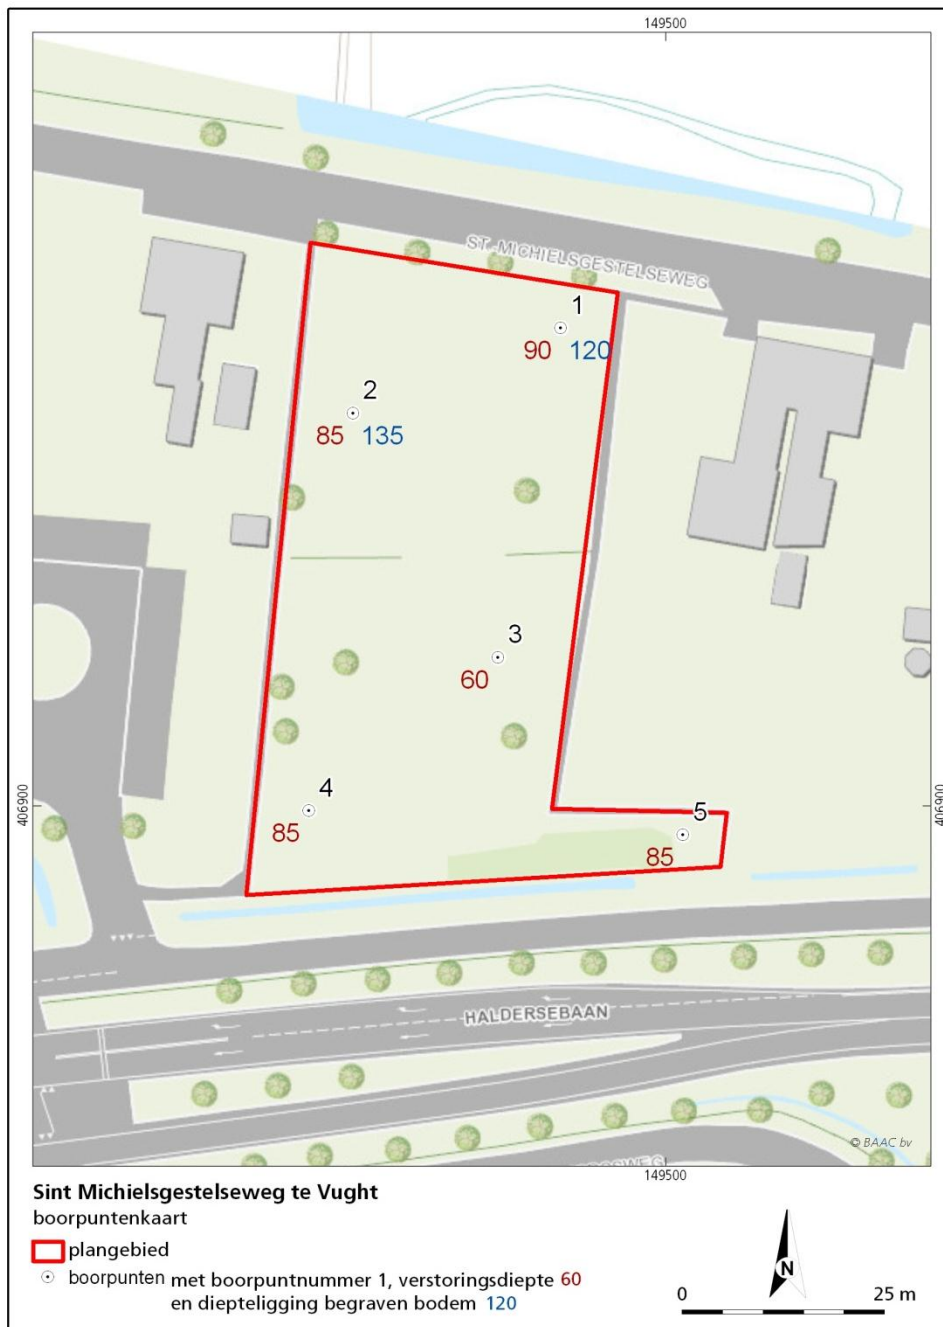 149500
ST. MICHIELSGESTELSEWEG
1
90 120
2
85 135
3
60
4
85
5
85
406900
406900
HALDERSEBAAN
© BAAC bv
149500
Sint Michielsgestelseweg te Vught
boorpuntenkaart
plangebied
boorpunten met boorpuntnummer 1, verstoringsdiepte 60
en diepteligging begraven bodem 120
N
0 25 m